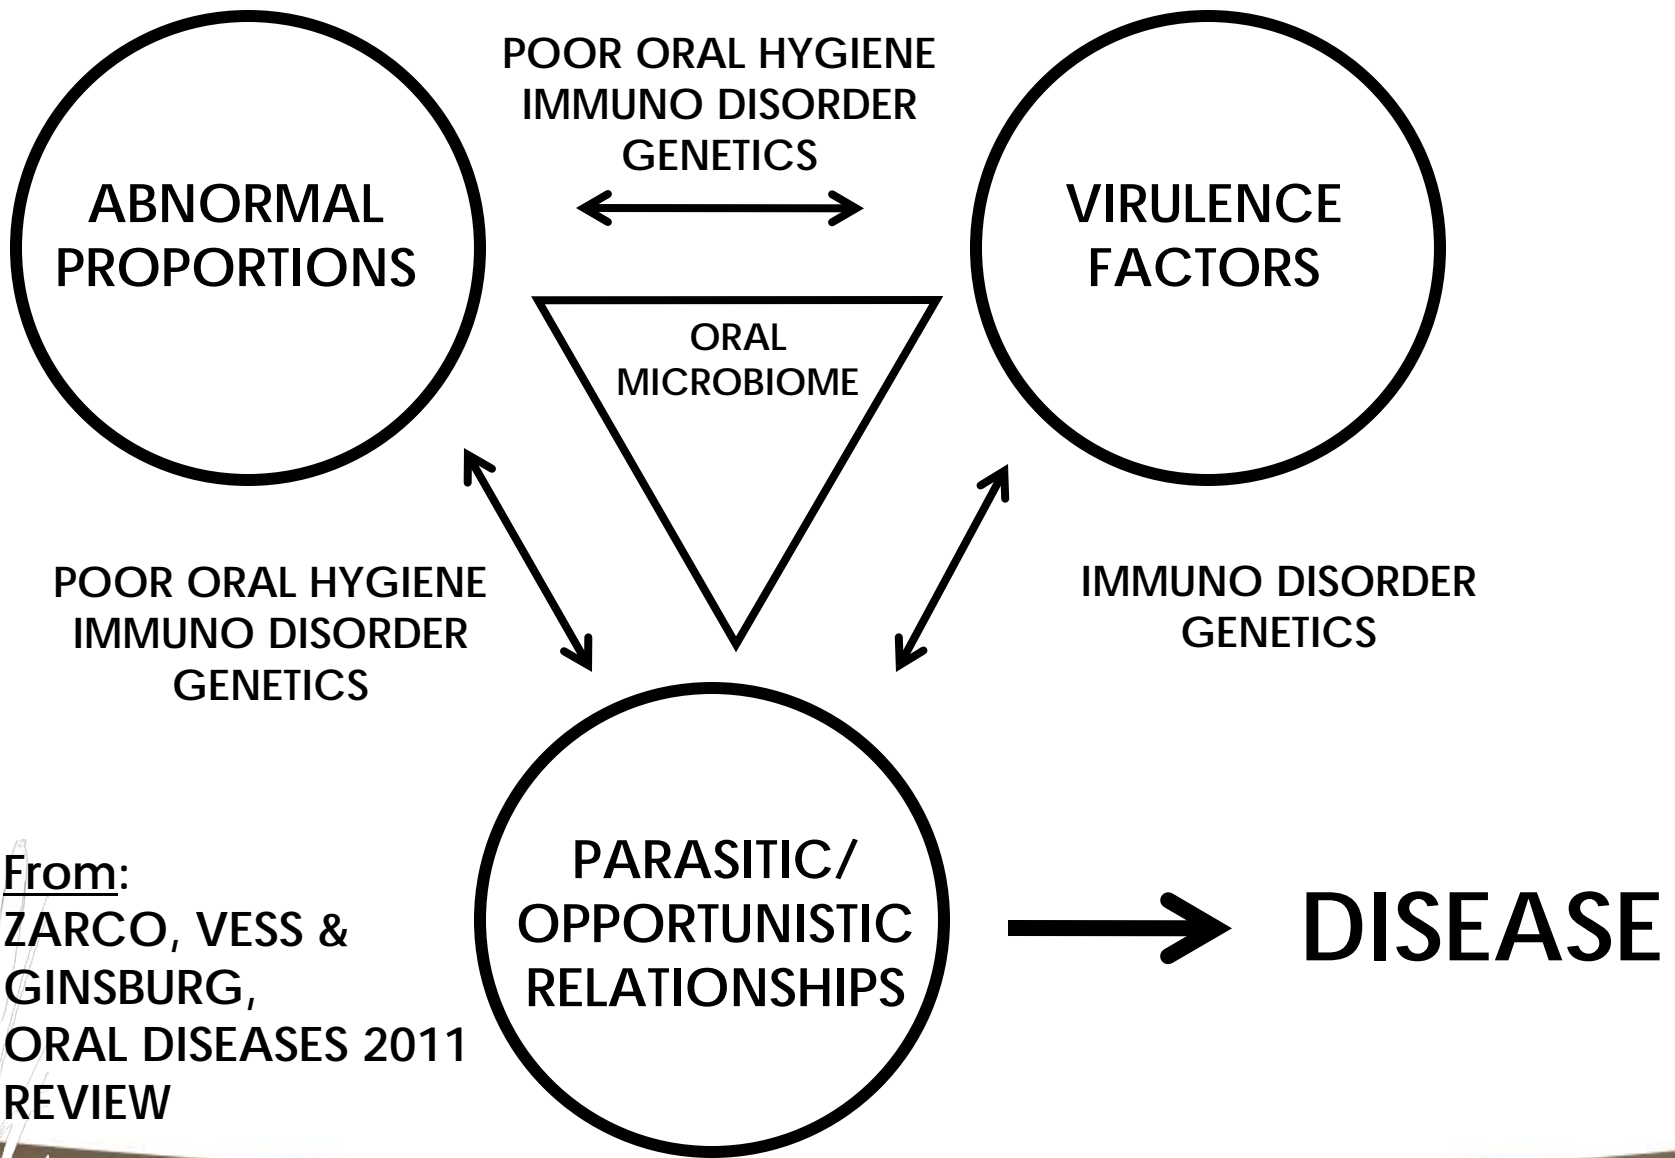 POOR ORAL HYGIENE
IMMUNO DISORDER
GENETICS
ABNORMAL
PROPORTIONS
VIRULENCE
FACTORS
ORAL
MICROBIOME
POOR ORAL HYGIENE
IMMUNO DISORDER
GENETICS
IMMUNO DISORDER
GENETICS
PARASITIC/
OPPORTUNISTIC
RELATIONSHIPS
DISEASE
From:
ZARCO, VESS &
GINSBURG,
ORAL DISEASES 2011
REVIEW